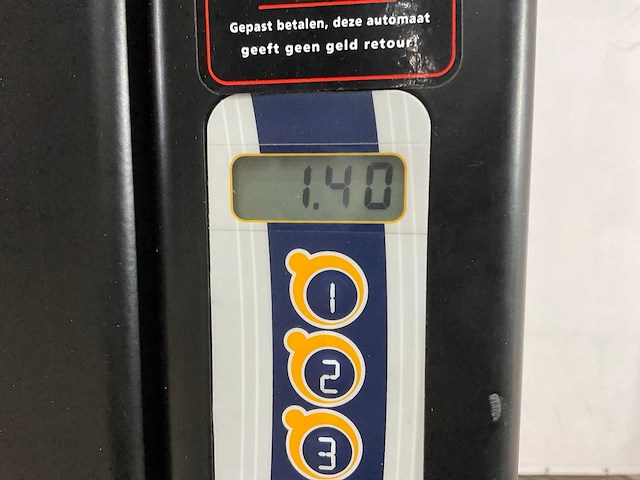 Gepast betalen, deze automaat
geeft geen geld retour!
1.40
1
2
3